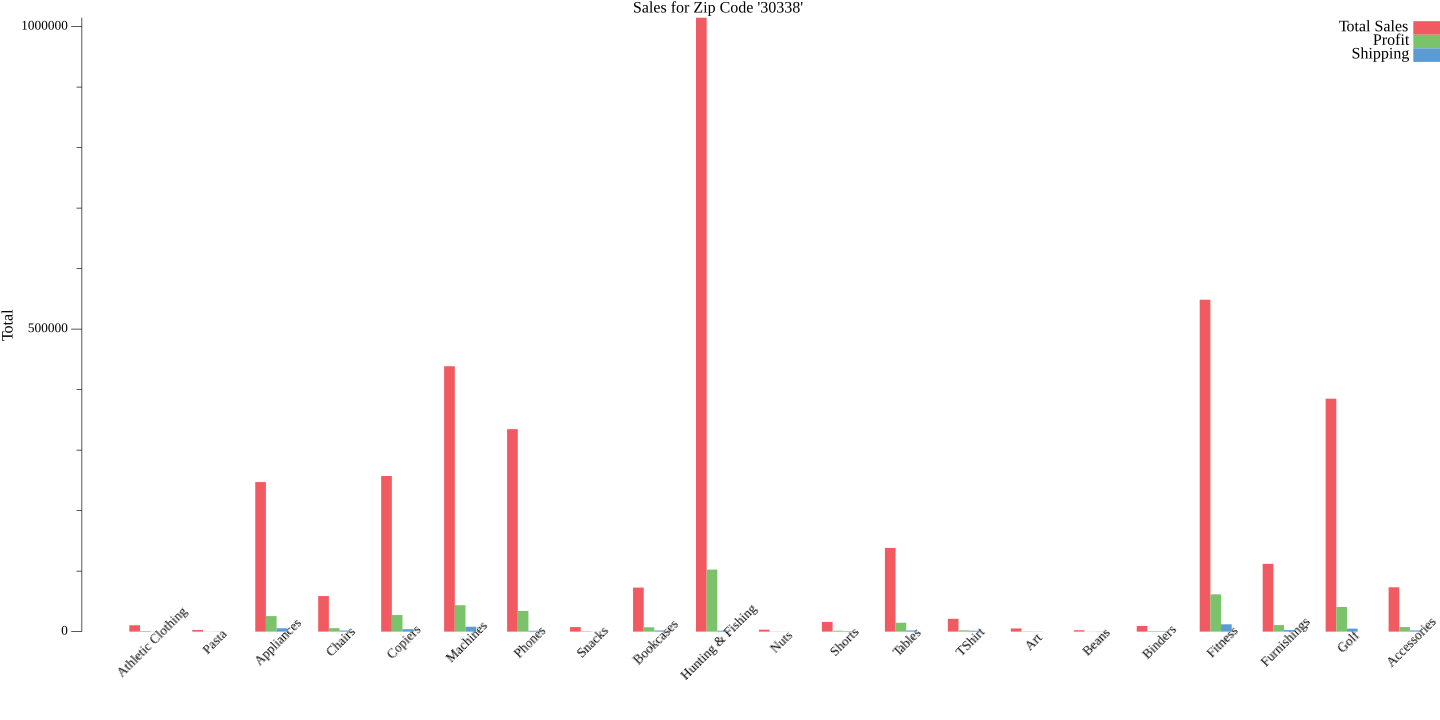 Sales for Zip Code '30338'
Total Sales
Profit
Shipping
Total
1000000
500000
0
Athletic Clothing
Pasta
Appliances
Chairs
Copiers
Machines
Phones
Snacks
Bookcases
Hunting & Fishing
Nuts
Shorts
Tables
TShirt
Art
Beans
Binders
Fitness
Furnishings
Golf
Accessories